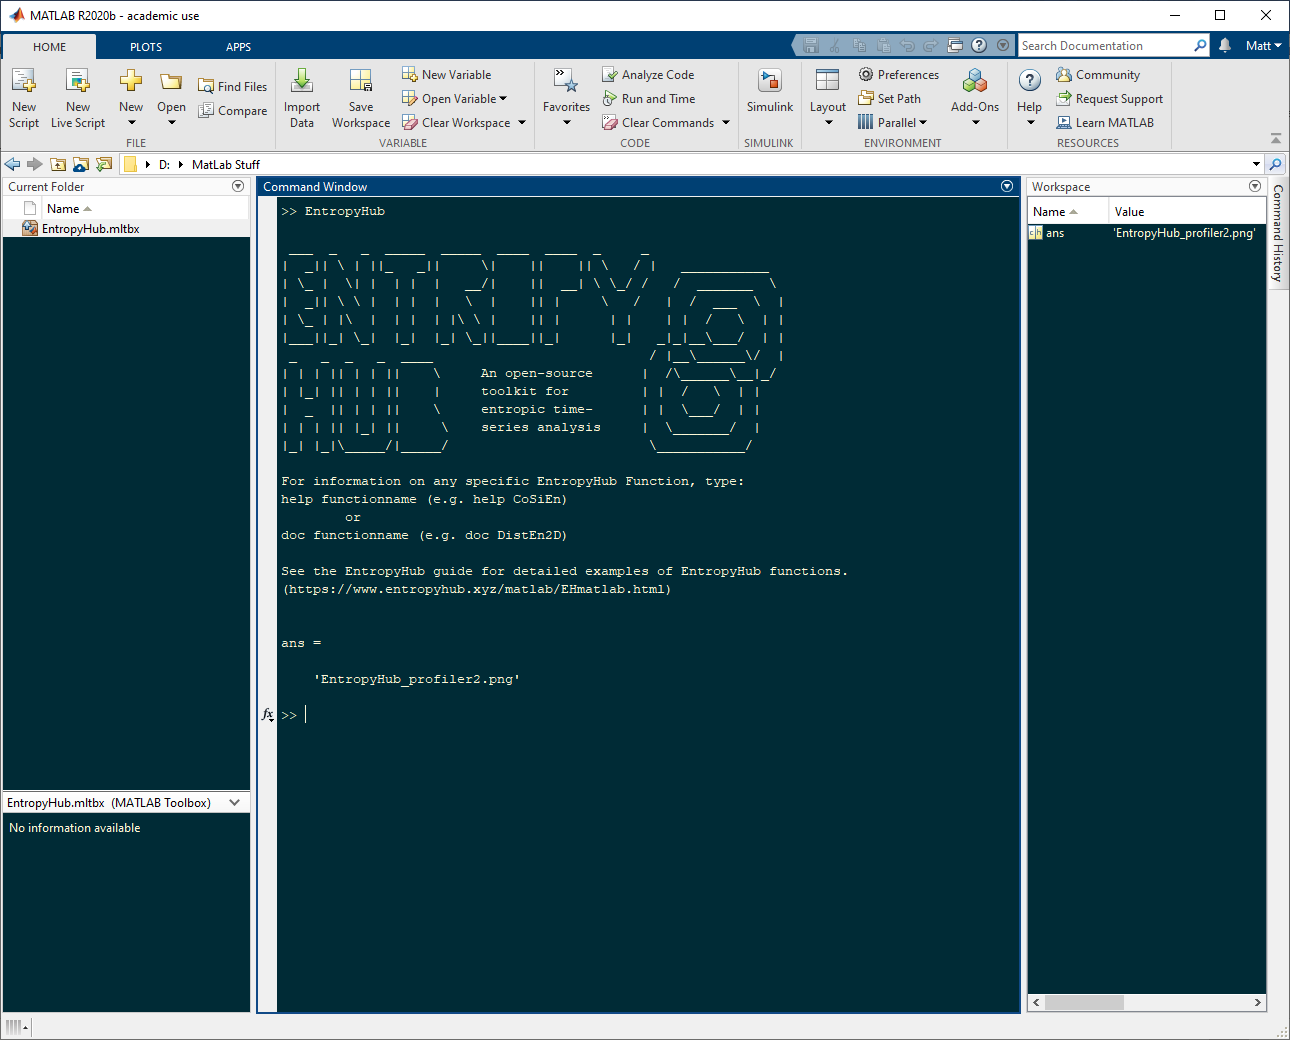 MATLAB R2020b - academic use
HOME
PLOTS
APPS
Search Documentation
Matt
New Script
New Live Script
New
Open
Find Files
Compare
FILE
Import Data
Save Workspace
New Variable
Open Variable
Clear Workspace
VARIABLE
Favorites
Analyze Code
Run and Time
Clear Commands
CODE
Simulink
SIMULINK
Layout
Preferences
Set Path
Parallel
Add-Ons
ENVIRONMENT
Help
Community
Request Support
Learn MATLAB
RESOURCES
D: MatLab Stuff
Current Folder
Name
EntropyHub.mltbx
EntropyHub.mltbx (MATLAB Toolbox)
No information available
Command Window
>> EntropyHub
An open-source
toolkit for
entropic time-
series analysis
For information on any specific EntropyHub Function, type:
help functionname (e.g. help CoSiEn)
or
doc functionname (e.g. doc DistEn2D)
See the EntropyHub guide for detailed examples of EntropyHub functions.
(https://www.entropyhub.xyz/matlab/EHmatlab.html)
ans =
'EntropyHub_profiler2.png'
fx >>
Workspace
Name Value
ans 'EntropyHub_profiler2.png'
Command History